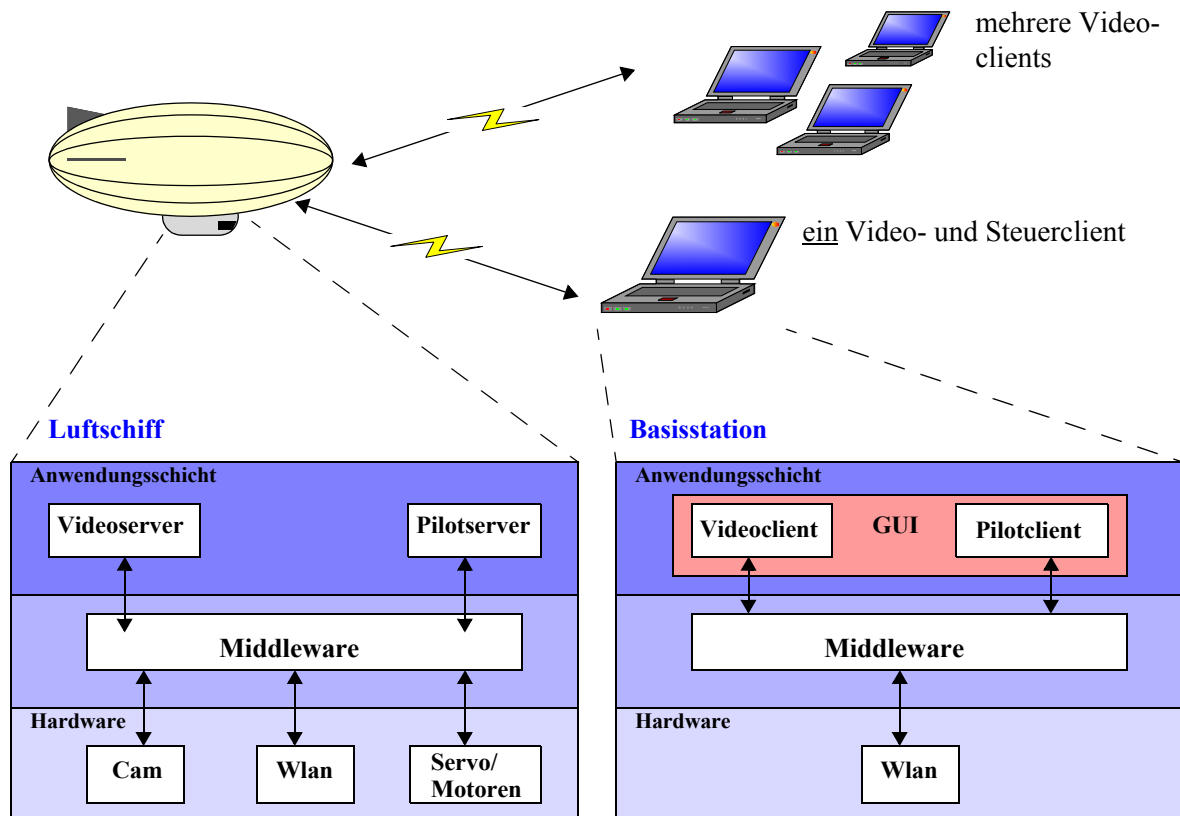 mehrere Video-
clients
ein Video- und Steuerclient
Luftschiff
Anwendungsschicht
Videoserver
Pilotserver
Middleware
Hardware
Cam
Wlan
Servo/
Motoren
Basisstation
Anwendungsschicht
Videoclient
GUI
Pilotclient
Middleware
Hardware
Wlan